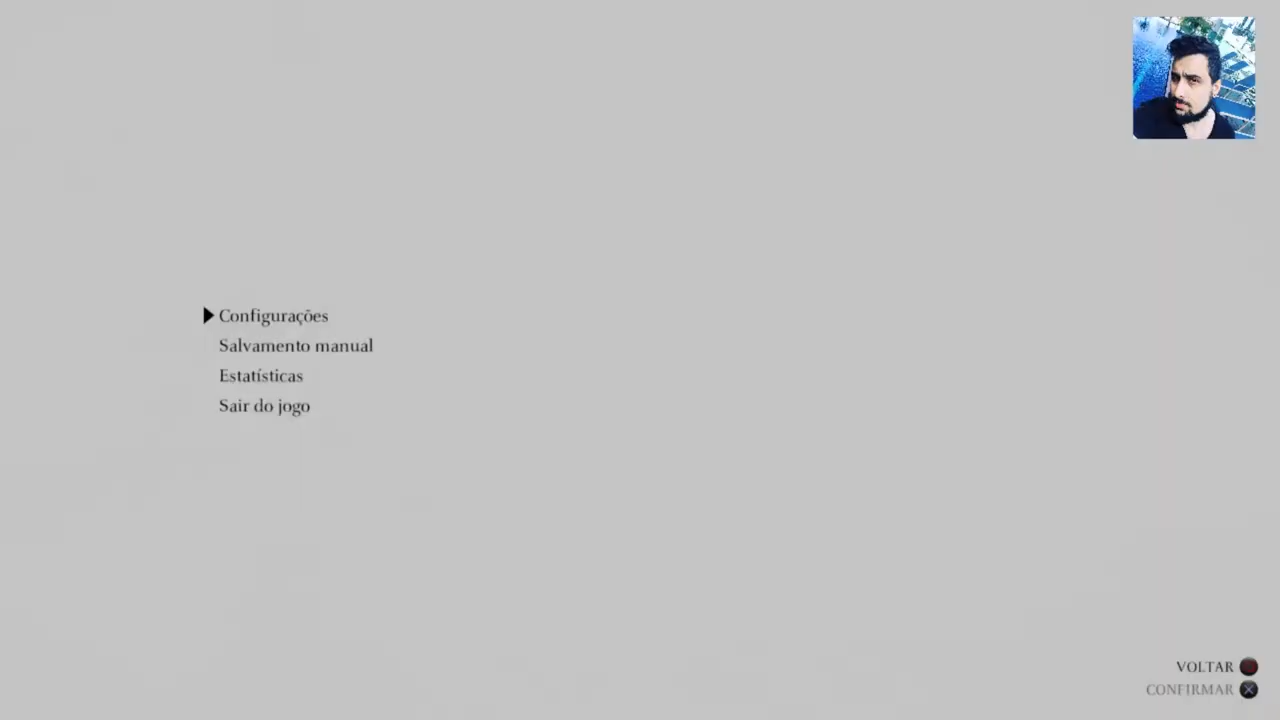 Configurações
Salvamento manual
Estatísticas
Sair do jogo
VOLTAR
CONFIRMAR